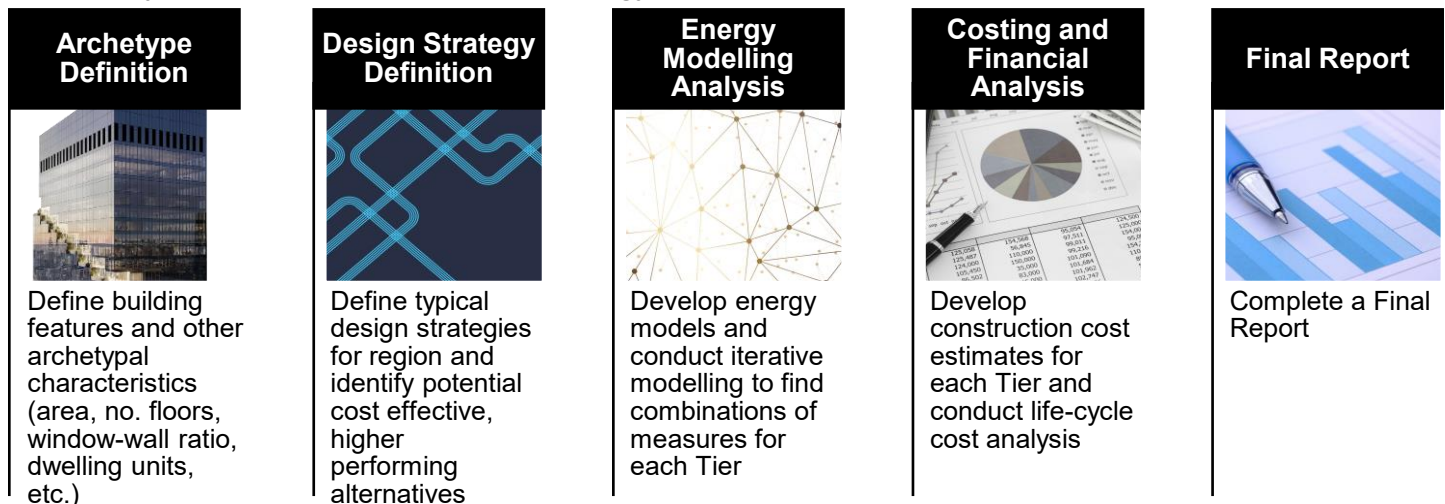 Archetype
Definition
Define building
features and other
archetypal
characteristics
(area, no. floors,
window-wall ratio,
dwelling units,
etc.)
Design Strategy
Definition
Define typical
design strategies
for region and
identify potential
cost effective,
higher
performing
alternatives
Energy
Modelling
Analysis
Develop energy
models and
conduct iterative
modelling to find
combinations of
measures for
each Tier
Costing and
Financial
Analysis
Develop
construction cost
estimates for
each Tier and
conduct life-cycle
cost analysis
Final Report
Complete a Final
Report